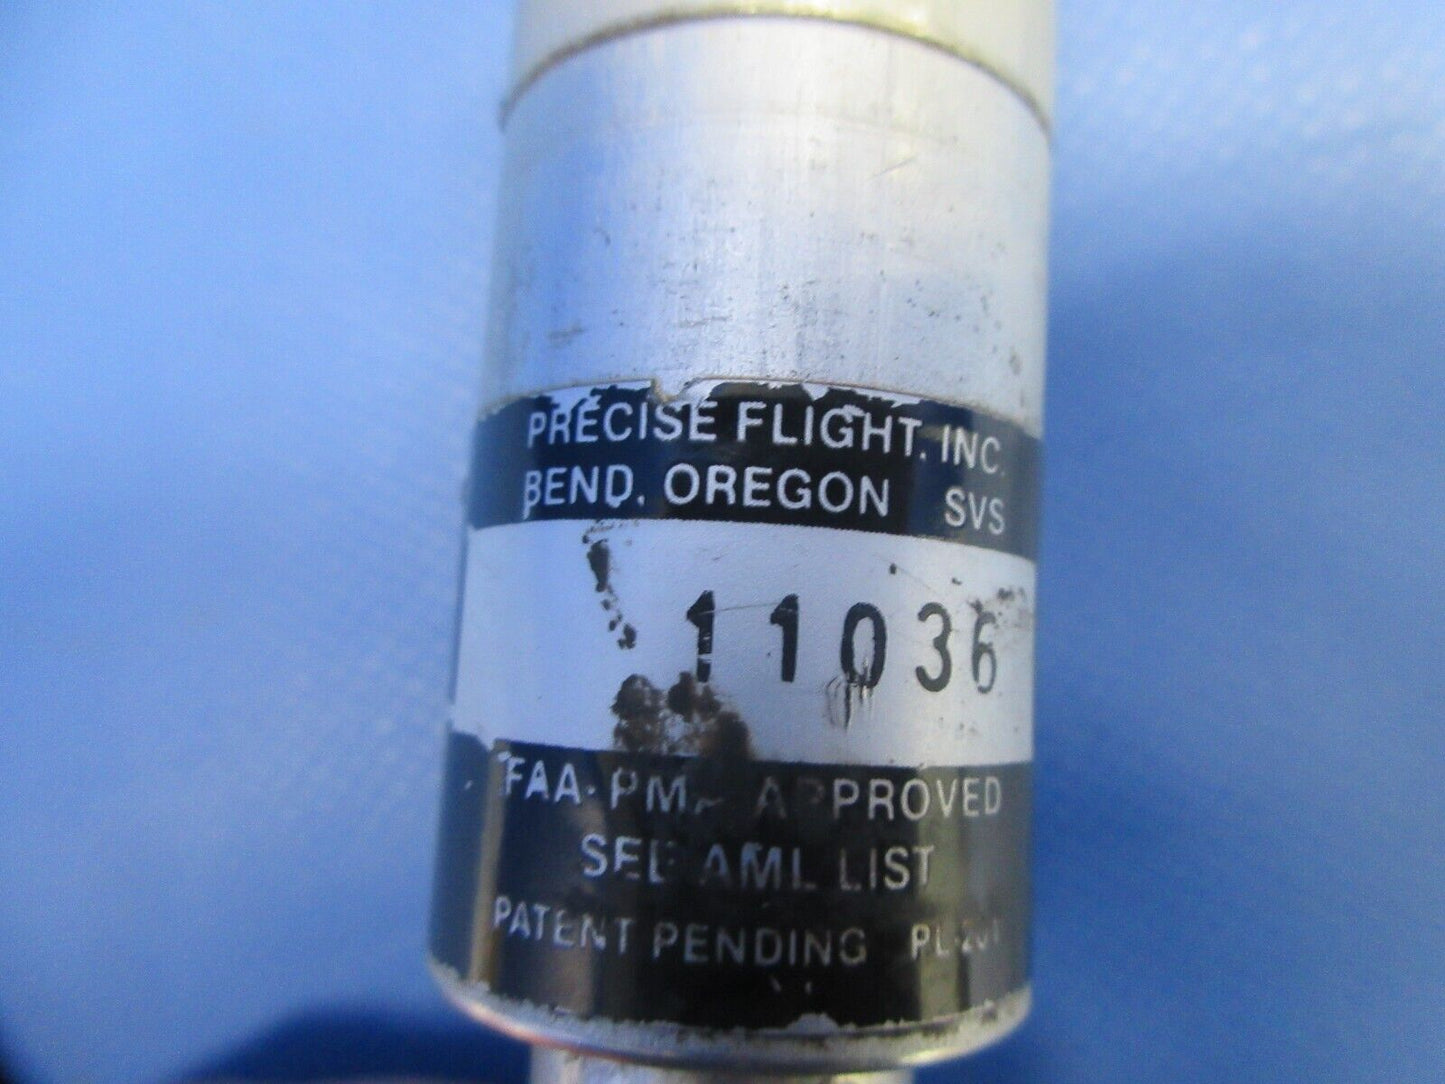 PRECISE FLIGHT, INC.
BEND, OREGON SVS
11036
FAA-PMA APPROVED
SEE AML LIST
PATENT PENDING